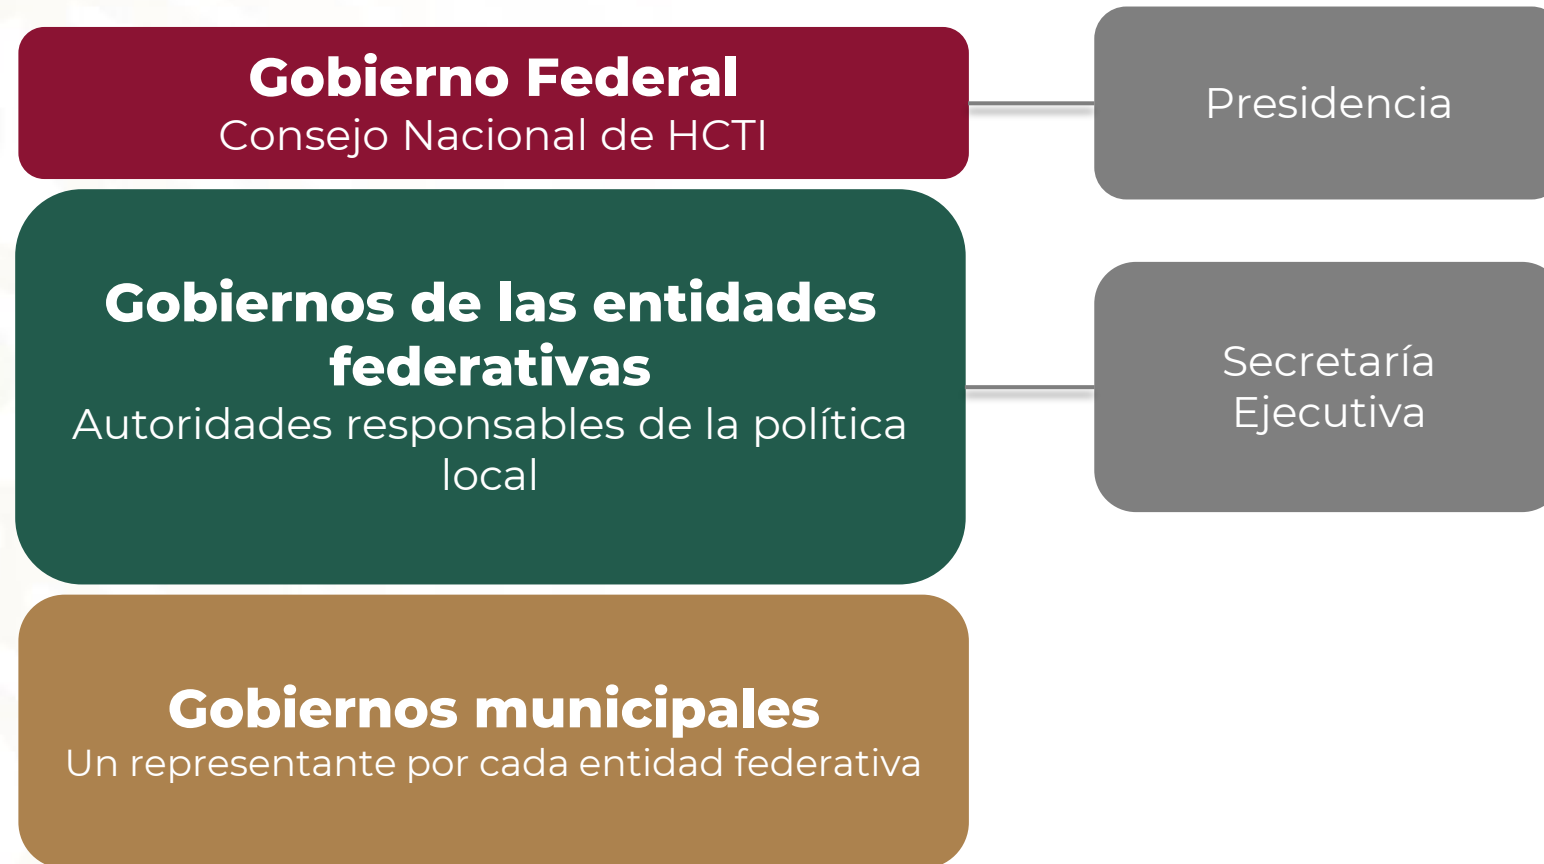 Gobierno Federal
Consejo Nacional de HCTI
Presidencia
Gobiernos de las entidades
federativas
Autoridades responsables de la política
local
Secretaría
Ejecutiva
Gobiernos municipales
Un representante por cada entidad federativa